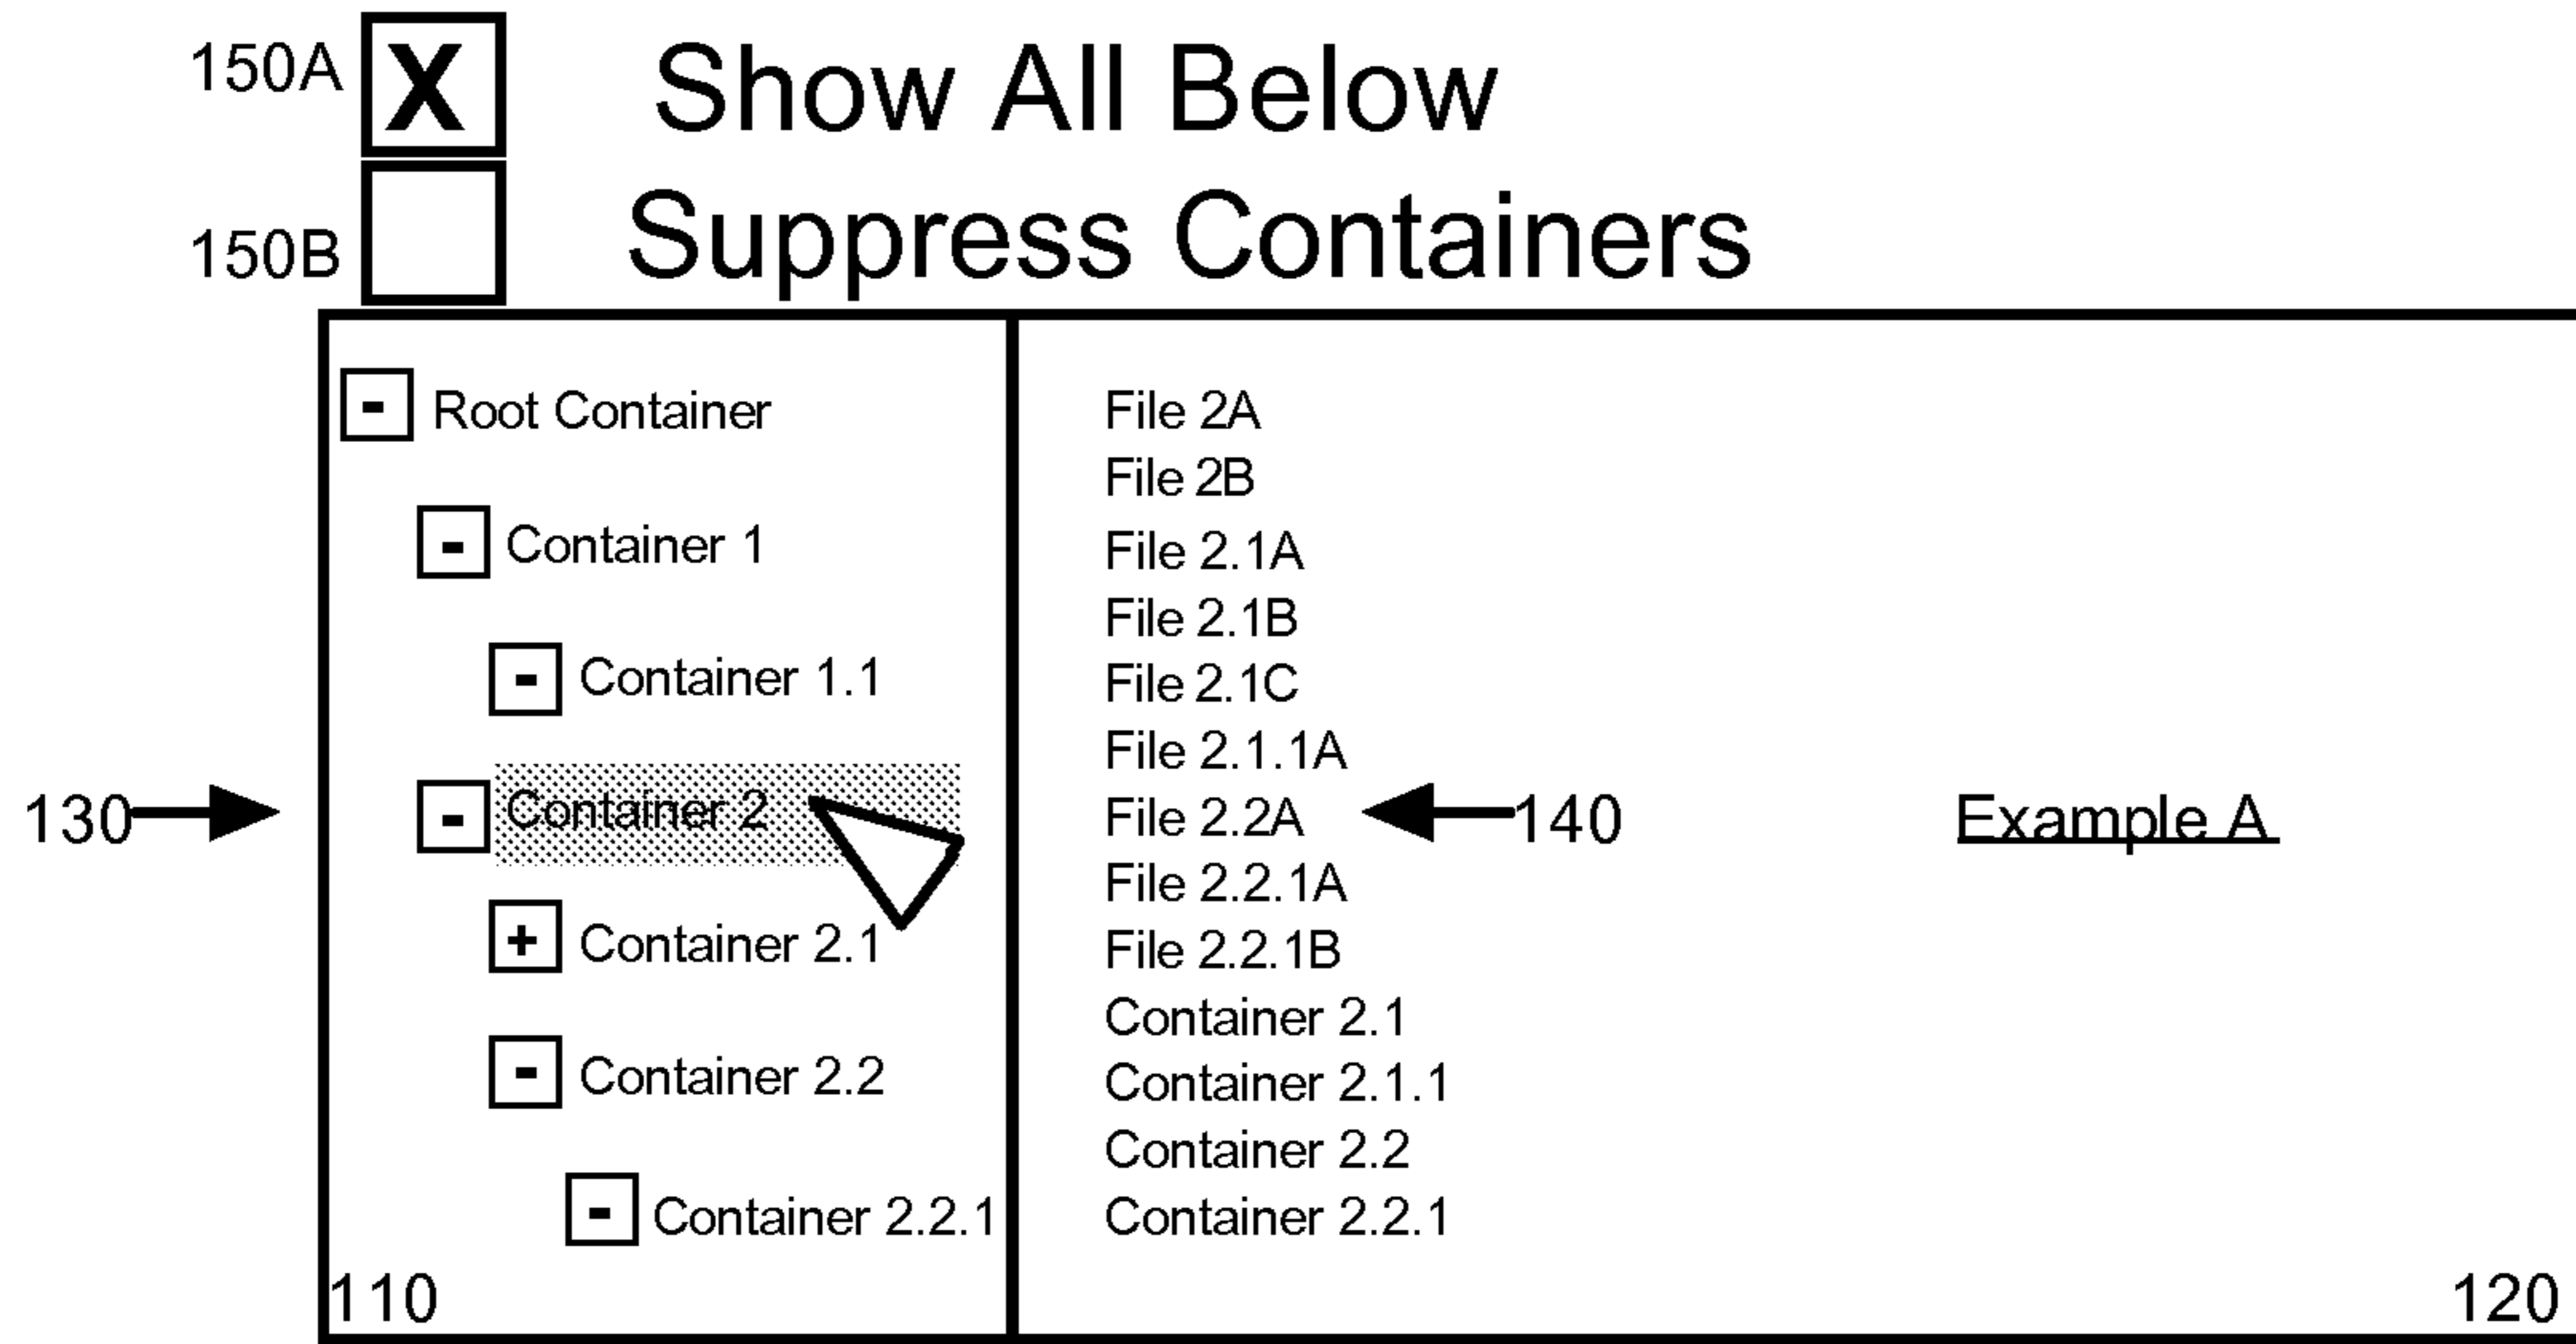 150A X Show All Below
150B Suppress Containers
- Root Container
- Container 1
- Container 1.1
130 - Container 2
+ Container 2.1
- Container 2.2
- Container 2.2.1
110
File 2A
File 2B
File 2.1A
File 2.1B
File 2.1C
File 2.1.1A
File 2.2A 140
File 2.2.1A
File 2.2.1B
Container 2.1
Container 2.1.1
Container 2.2
Container 2.2.1
Example A
120